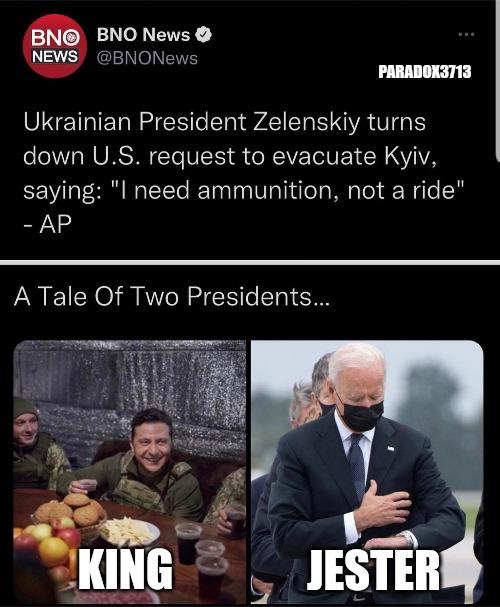 BNO
NEWS
BNO News
@BNONews
PARADOX3713
Ukrainian President Zelenskiy turns
down U.S. request to evacuate Kyiv,
saying: "I need ammunition, not a ride"
- AP
A Tale Of Two Presidents...
KING
JESTER